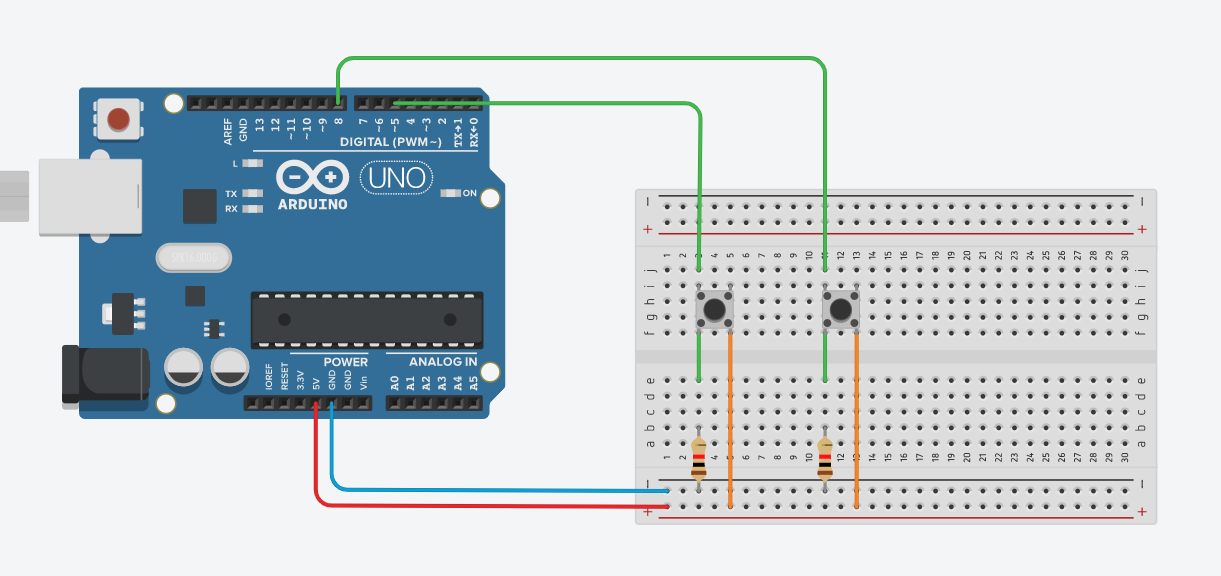 AREF
GND
13
12
~11
~10
~9
8
7
~6
~5
4
~3
2
TX→1
RX←0
DIGITAL (PWM~)
L
TX
RX
ARDUINO
UNO
ON
IOREF
RESET
3.3V
5V
GND
GND
Vin
POWER
ANALOG IN
A0
A1
A2
A3
A4
A5
− −
+ +
1 2 3 4 5 6 7 8 9 10 11 12 13 14 15 16 17 18 19 20 21 22 23 24 25 26 27 28 29 30
j j
i i
h h
g g
f f
e e
d d
c c
b b
a a
1 2 3 4 6 7 8 9 10 12 14 15 16 17 18 19 20 21 22 23 24 25 26 27 28 29 30
− −
+ +